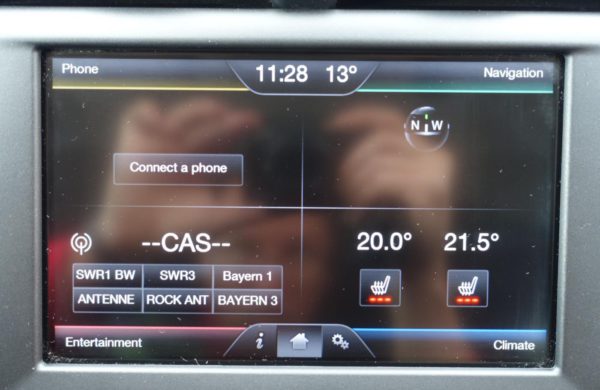 Phone
11:28 13°
Navigation
N W
Connect a phone
--CAS--
20.0° 21.5°
SWR1 BW SWR3 Bayern 1
ANTENNE ROCK ANT BAYERN 3
Entertainment
i
Climate